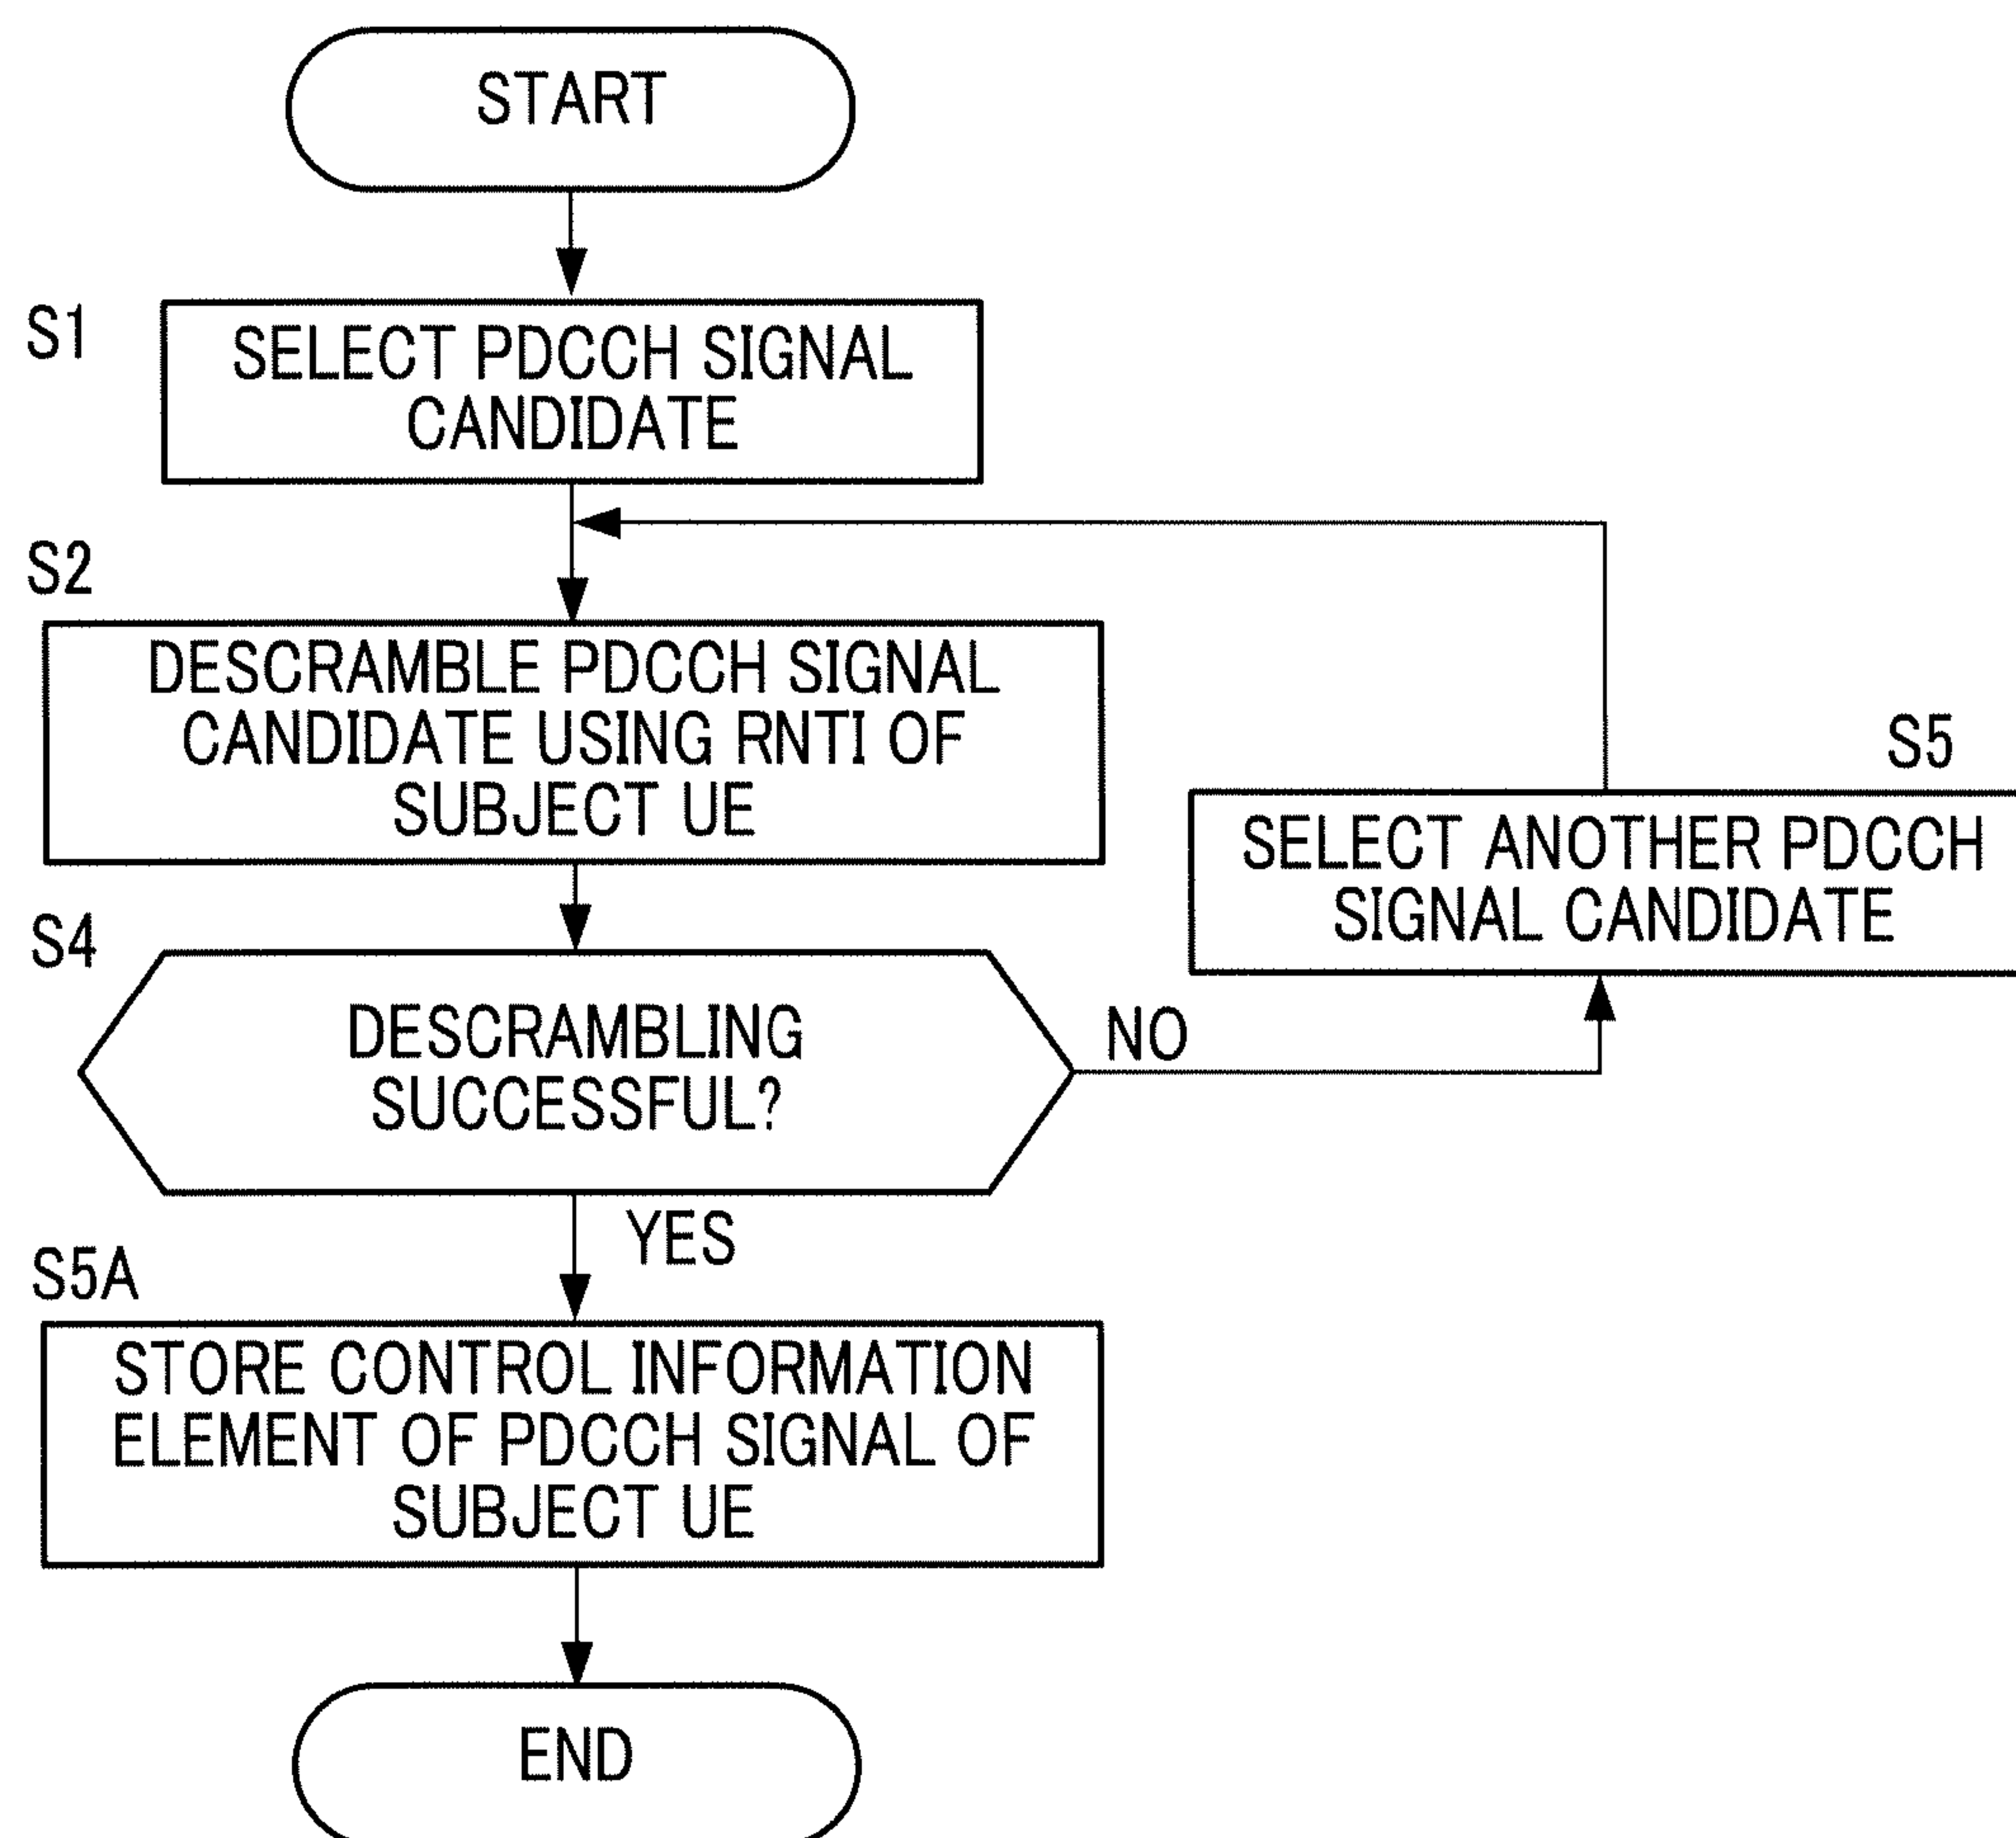 START
S1
SELECT PDCCH SIGNAL
CANDIDATE
S2
DESCRAMBLE PDCCH SIGNAL
CANDIDATE USING RNTI OF
SUBJECT UE
S5
SELECT ANOTHER PDCCH
SIGNAL CANDIDATE
S4
DESCRAMBLING
SUCCESSFUL?
NO
YES
S5A
STORE CONTROL INFORMATION
ELEMENT OF PDCCH SIGNAL OF
SUBJECT UE
END